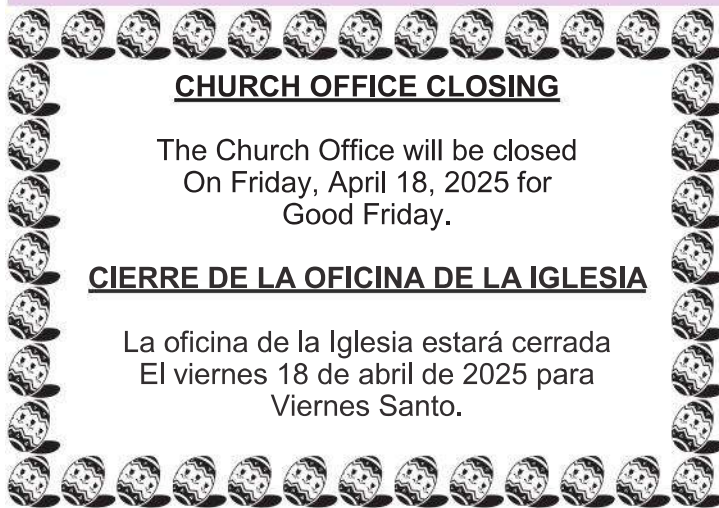 CHURCH OFFICE CLOSING
The Church Office will be closed
On Friday, April 18, 2025 for
Good Friday.
CIERRE DE LA OFICINA DE LA IGLESIA
La oficina de la Iglesia estará cerrada
El viernes 18 de abril de 2025 para
Viernes Santo.